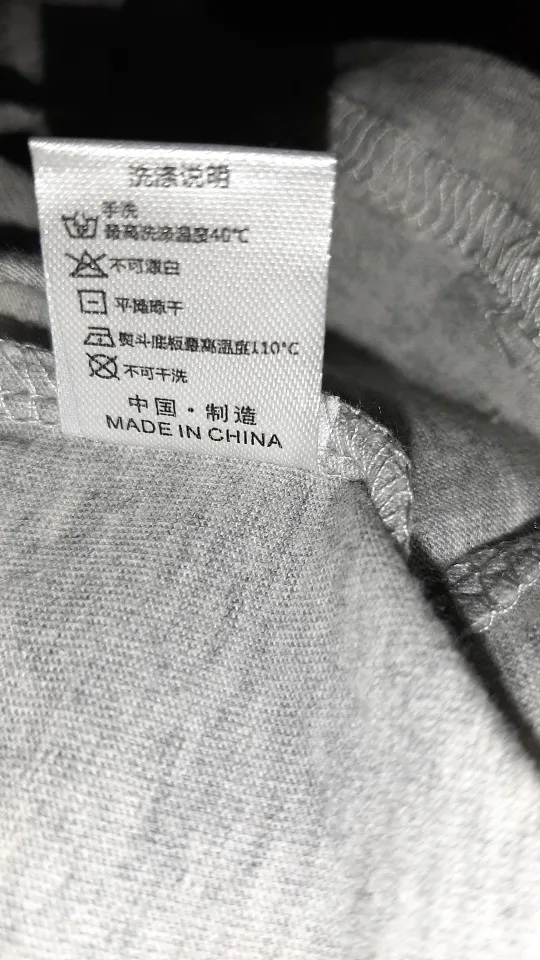 洗涤说明
手洗
最高洗涤温度40℃
不可漂白
平摊晾干
熨斗底板最高温度110℃
不可干洗
中国·制造
MADE IN CHINA